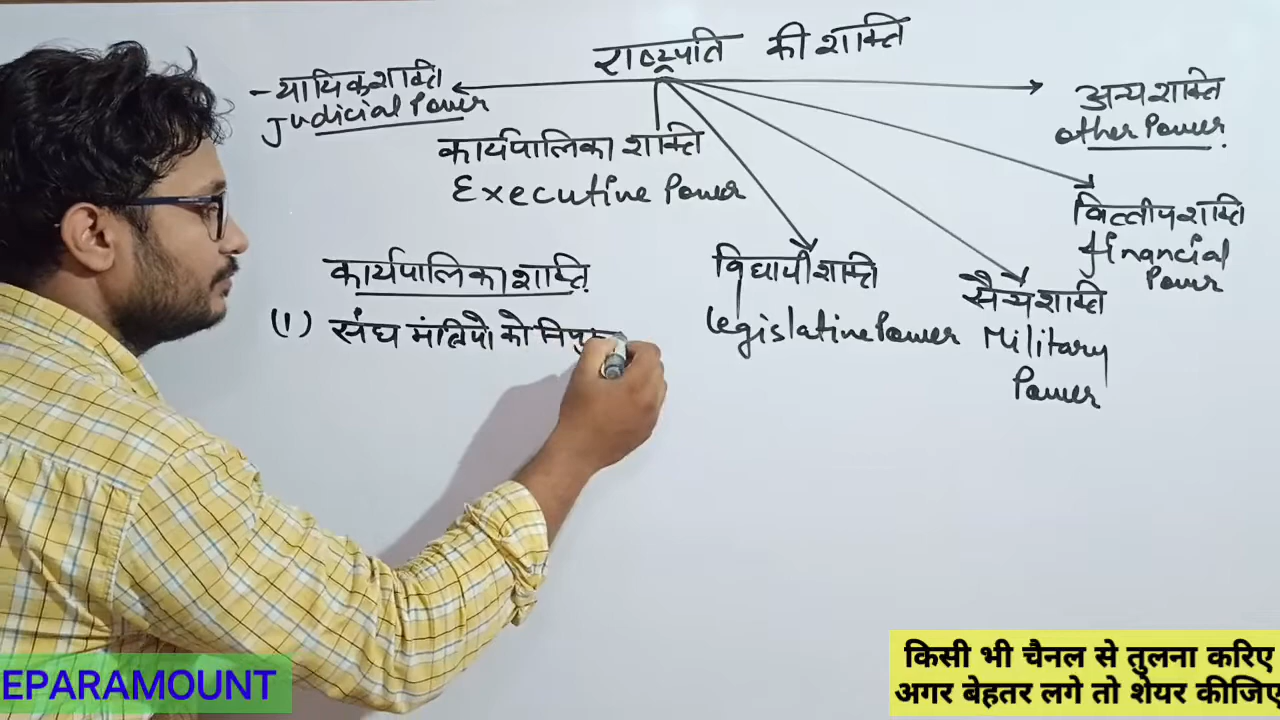 राष्ट्रपति की शक्ति
न्यायिक शक्ति
Judicial Power
कार्यपालिका शक्ति
Executive Power
विधायी शक्ति
Legislative Power
सैन्य शक्ति
Military
Power
वित्तीय शक्ति
financial
Power
अन्य शक्ति
other Power
कार्यपालिका शक्ति
(1) संघ मंत्रियो को
EPARAMOUNT
किसी भी चैनल से तुलना करिए
अगर बेहतर लगे तो शेयर कीजिए